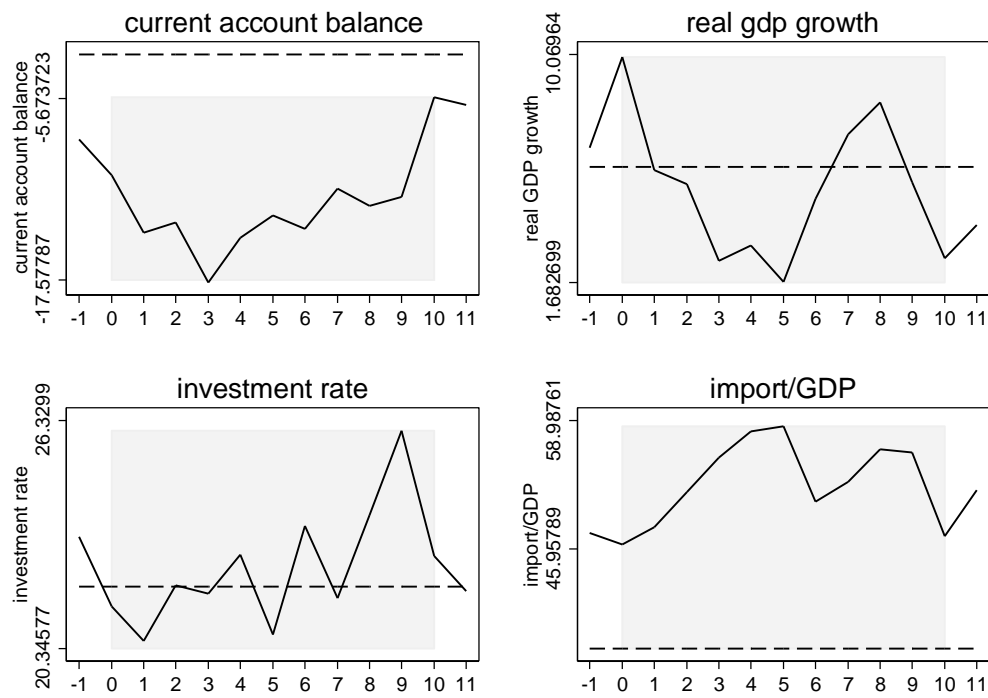 current account balance
current account balance
-5.673723
-17.57787
-1 0 1 2 3 4 5 6 7 8 9 10 11
real gdp growth
real GDP growth
10.06964
1.682699
-1 0 1 2 3 4 5 6 7 8 9 10 11
investment rate
investment rate
26.3299
20.34577
-1 0 1 2 3 4 5 6 7 8 9 10 11
import/GDP
import/GDP
58.98761
45.95789
-1 0 1 2 3 4 5 6 7 8 9 10 11